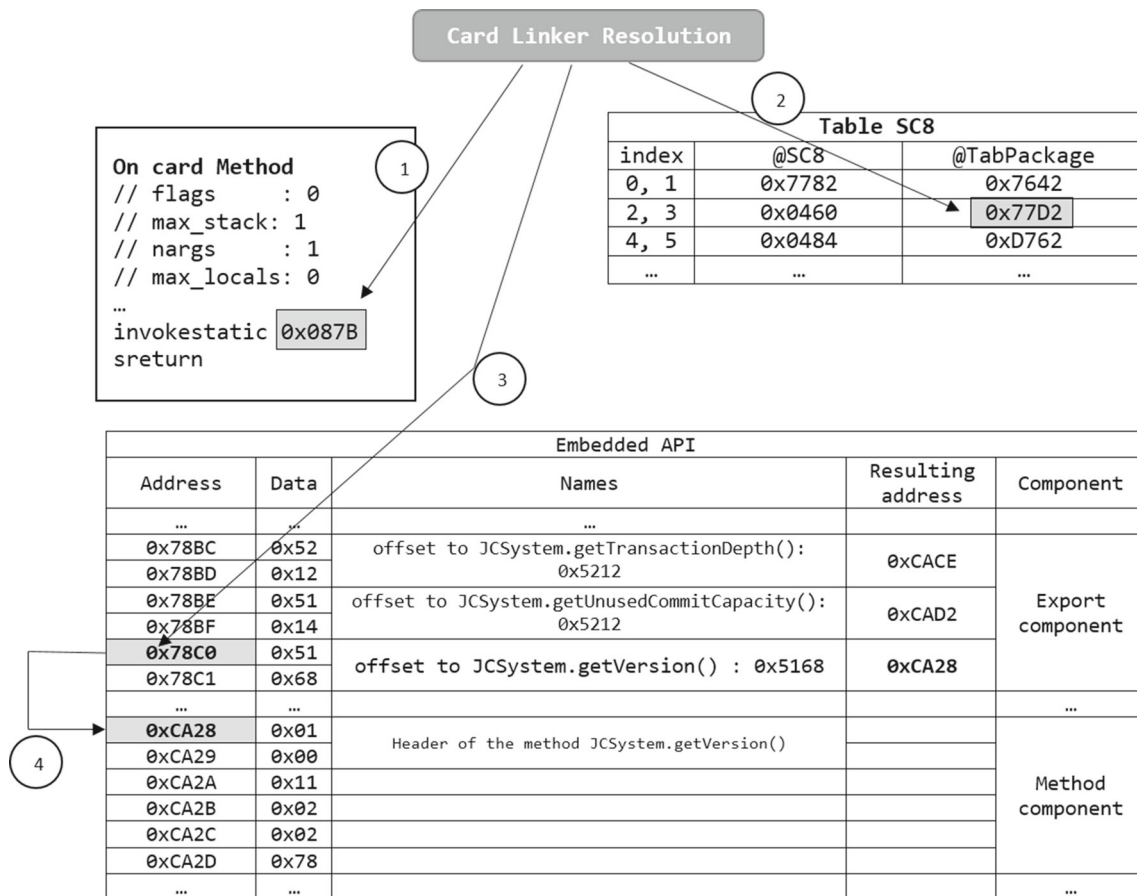 Card Linker Resolution
2
Table SC8
index @SC8 @TabPackage
0, 1 0x7782 0x7642
2, 3 0x0460 0x77D2
4, 5 0x0484 0xD762
… … …
1
On card Method
// flags : 0
// max_stack: 1
// nargs : 1
// max_locals: 0
…
invokestatic 0x087B
sreturn
3
Embedded API
Address Data Names Resulting address Component
… … …
0x78BC 0x52 offset to JCSystem.getTransactionDepth(): 0xCACE
0x78BD 0x12 0x5212
0x78BE 0x51 offset to JCSystem.getUnusedCommitCapacity(): 0xCAD2 Export component
0x78BF 0x14 0x5212
0x78C0 0x51 offset to JCSystem.getVersion() : 0x5168 0xCA28
0x78C1 0x68
… … …
0xCA28 0x01 Header of the method JCSystem.getVersion()
4
0xCA29 0x00
0xCA2A 0x11 Method component
0xCA2B 0x02
0xCA2C 0x02
0xCA2D 0x78
… … …